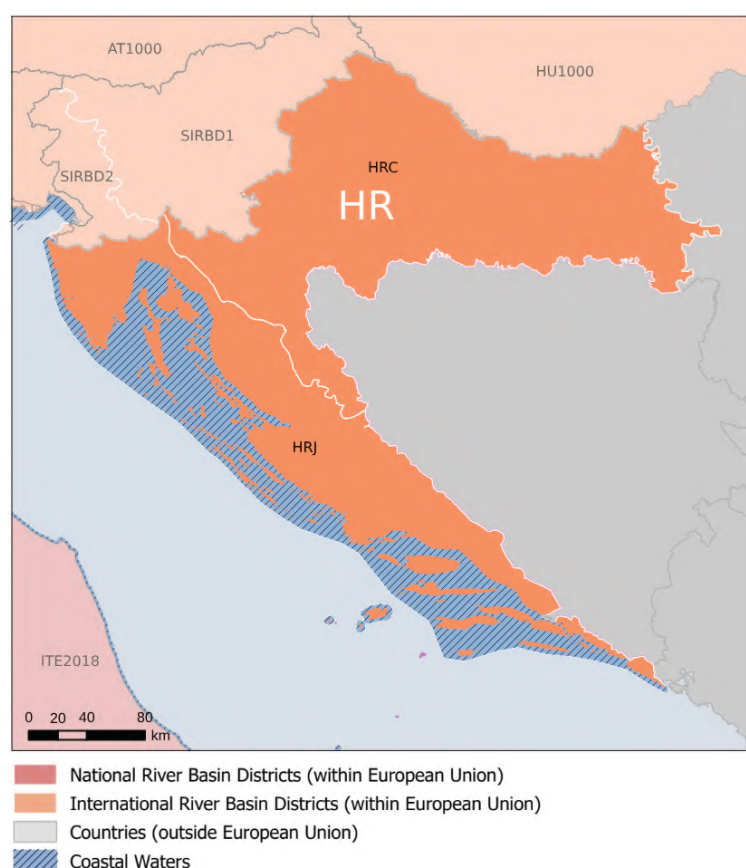 AT1000
HU1000
SIRBD1
SIRBD2
HRC
HR
HRJ
ITE2018
0 20 40 80
km
National River Basin Districts (within European Union)
International River Basin Districts (within European Union)
Countries (outside European Union)
Coastal Waters